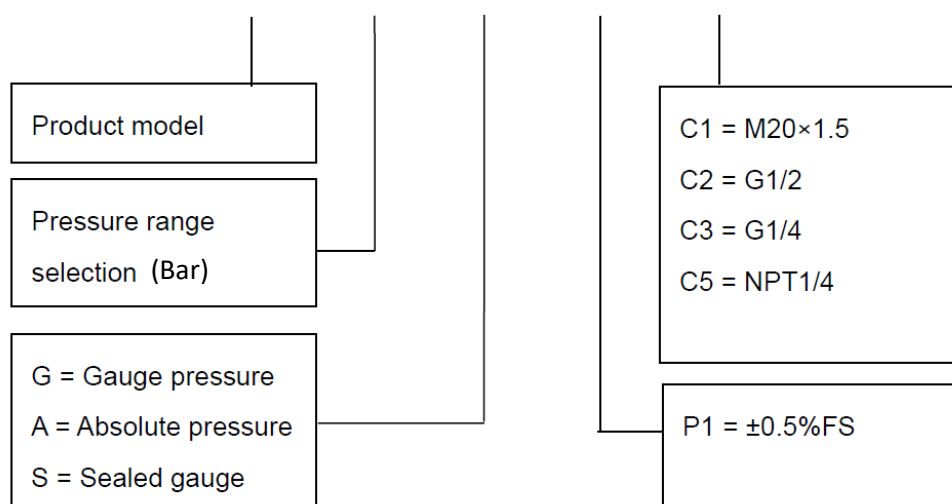 Product model
Pressure range
selection (Bar)
G = Gauge pressure
A = Absolute pressure
S = Sealed gauge
C1 = M20×1.5
C2 = G1/2
C3 = G1/4
C5 = NPT1/4
P1 = ±0.5%FS